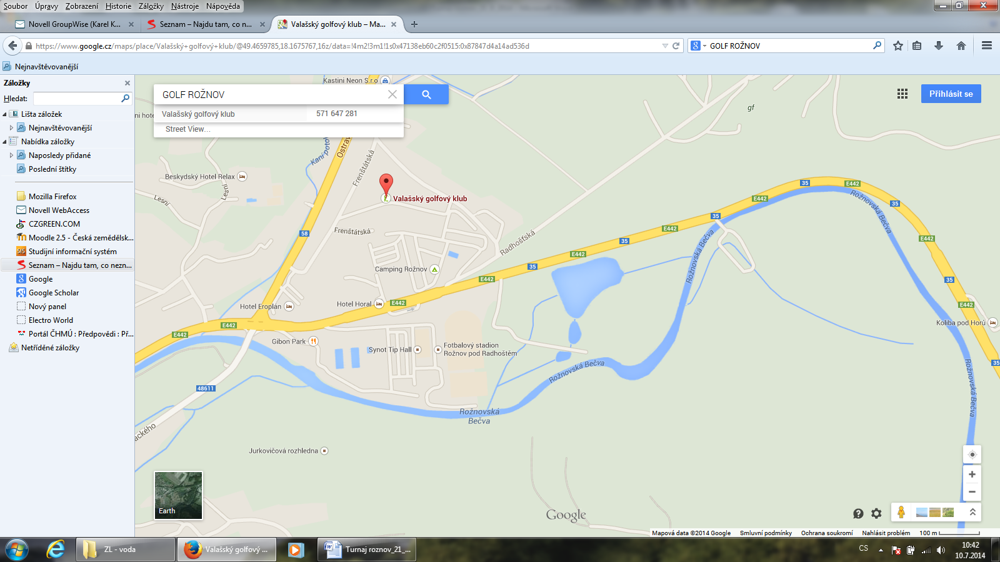 Soubor Úpravy Zobrazení Historie Záložky Nástroje Nápověda
Novell GroupWise (Karel K... Seznam – Najdu tam, co n... Valašský golfový klub – Ma...
https://www.google.cz/maps/place/Valašský+golfový+klub/@49.4659785,18.1675767,16z/data=!4m2!3m1!1s0x47138eb60c2f0515:0x87847d4a14ad536d
GOLF ROŽNOV
Nejnavštěvovanější
Záložky
Hledat:
Lišta záložek
Nejnavštěvovanější
Nabídka záložky
Naposledy přidané
Poslední štítky
Mozilla Firefox
Novell WebAccess
CZGREEN.COM
Moodle 2.5 - Česká zemědělsk...
Studijní informační systém
Seznam – Najdu tam, co nezn...
Google
Google Scholar
Nový panel
Electro World
Portál ČHMÚ : Předpovědi : Př...
Netříděné záložky
Kastini Neon S.r.o
GOLF ROŽNOV
Přihlásit se
Valašský golfový klub 571 647 281
Street View...
ni hote
gf
Kaní poto
Ostrav
Frenštátská
Beskydský Hotel Relax
Lesní
Lesní
Valašský golfový klub
35
E442
E442
35
Rožnovská Bečva
35
58
Frenštátská
E442
35
E442
Radhošťská
E442
35
Rožnovská Bečva
Camping Rožnov
E442
35
Hotel Eroplán
Hotel Horal
E442
E442
Koliba pod Horú
E442
E442
Gibon Park
Synot Tip Hall
Fotbalový stadion
Rožnov pod Radhoštěm
35
Rožnovská Bečva
Rožnovská Bečva
48611
Rožnovská
Bečva
ackého
Jurkovičová rozhledna
Earth
Google
Mapová data ©2014 Google Smluvní podmínky Ochrana soukromí Nahlásit problém 100 m
ZL - voda Valašský golfový ... Turnaj roznov_21_...
CS
10:42
10.7.2014